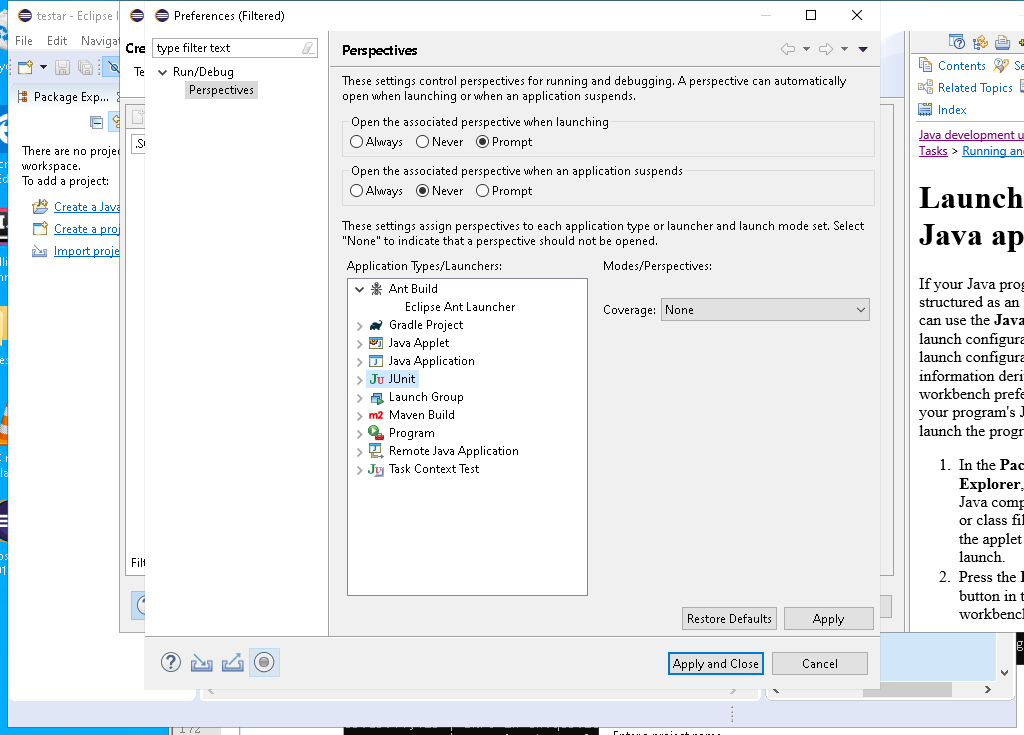 testar - Eclipse I
Preferences (Filtered)
File Edit Navigat
Cre
Te
type filter text
Perspectives
Run/Debug
Perspectives
Package Exp...
There are no projec
workspace.
To add a project:
Create a Java
Create a proj
Import proje
These settings control perspectives for running and debugging. A perspective can automatically
open when launching or when an application suspends.
Open the associated perspective when launching
Always Never Prompt
Open the associated perspective when an application suspends
Always Never Prompt
These settings assign perspectives to each application type or launcher and launch mode set. Select
"None" to indicate that a perspective should not be opened.
Application Types/Launchers:
Modes/Perspectives:
Ant Build
Eclipse Ant Launcher
Gradle Project
Java Applet
Java Application
JUnit
Launch Group
Maven Build
Program
Remote Java Application
Task Context Test
Coverage: None
Filt
Restore Defaults Apply
Apply and Close Cancel
Contents Se
Related Topics
Index
Java development u
Tasks > Running an
Launch
Java ap
If your Java prog
structured as an
can use the Java
launch configura
launch configura
information deri
workbench prefe
your program's J
launch the progr
1. In the Pac
Explorer,
Java comp
or class fil
the applet
launch.
2. Press the
button in t
workbench
172
Enter a project name